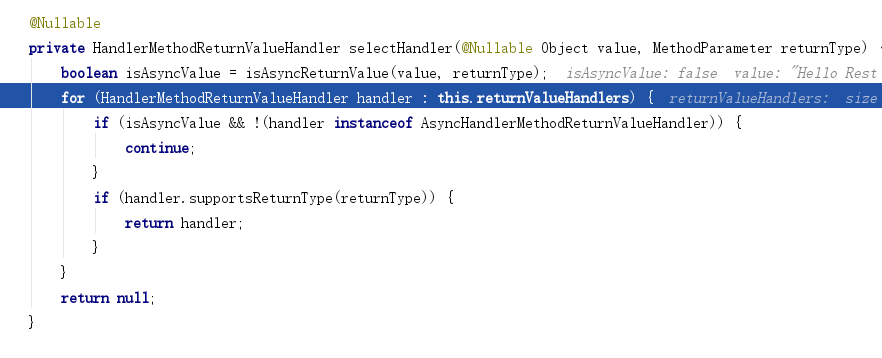 @Nullable
private HandlerMethodReturnValueHandler selectHandler(@Nullable Object value, MethodParameter returnType) {
boolean isAsyncValue = isAsyncReturnValue(value, returnType);  isAsyncValue: false  value: "Hello Rest
for (HandlerMethodReturnValueHandler handler : this.returnValueHandlers) {  returnValueHandlers:  size
if (isAsyncValue && !(handler instanceof AsyncHandlerMethodReturnValueHandler)) {
continue;
}
if (handler.supportsReturnType(returnType)) {
return handler;
}
}
return null;
}